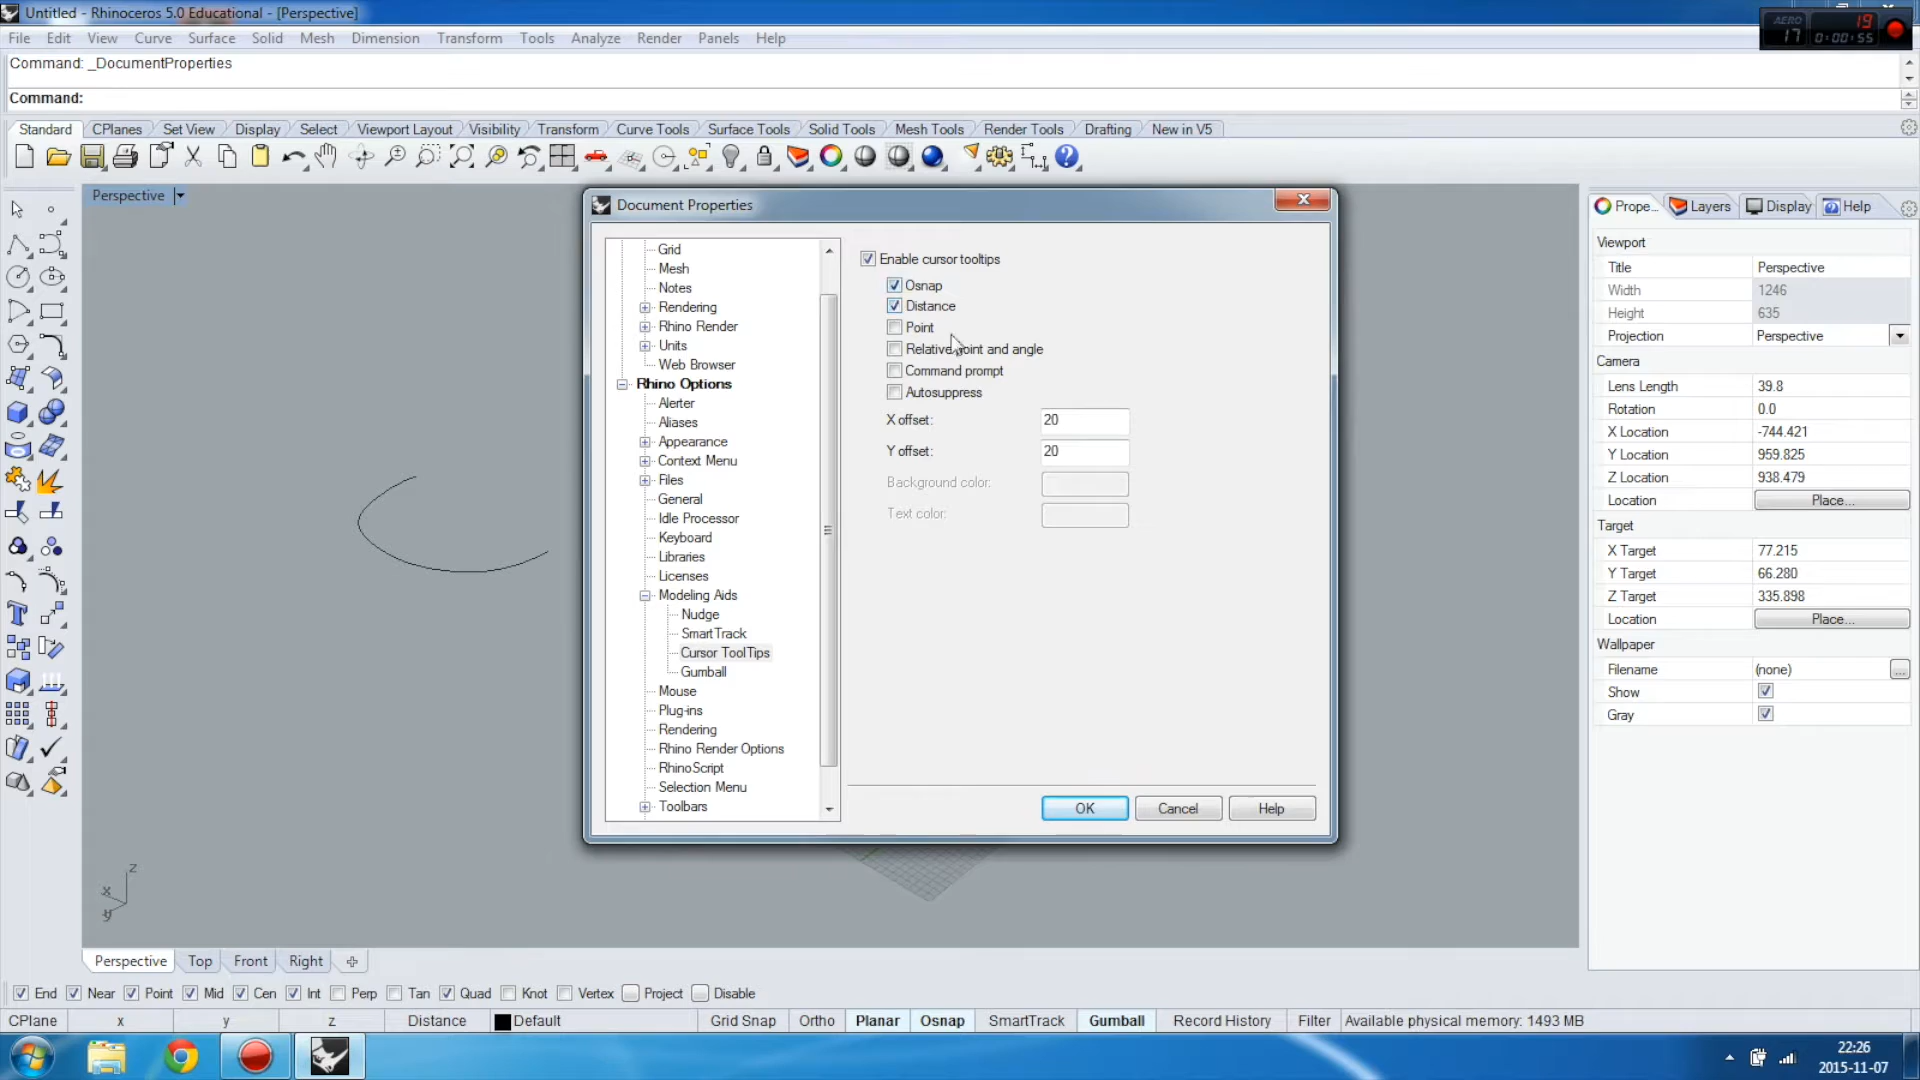 Untitled - Rhinoceros 5.0 Educational - [Perspective]
AERO 19
17 0:00:55
File Edit View Curve Surface Solid Mesh Dimension Transform Tools Analyze Render Panels Help
Command: _DocumentProperties
Command:
Standard CPlanes Set View Display Select Viewport Layout Visibility Transform Curve Tools Surface Tools Solid Tools Mesh Tools Render Tools Drafting New in V5
Perspective
Document Properties
Grid
Mesh
Notes
Rendering
Rhino Render
Units
Web Browser
Rhino Options
Alerter
Aliases
Appearance
Context Menu
Files
General
Idle Processor
Keyboard
Libraries
Licenses
Modeling Aids
Nudge
SmartTrack
Cursor ToolTips
Gumball
Mouse
Plug-ins
Rendering
Rhino Render Options
RhinoScript
Selection Menu
Toolbars
Enable cursor tooltips
Osnap
Distance
Point
Relative point and angle
Command prompt
Autosuppress
X offset: 20
Y offset: 20
Background color:
Text color:
OK Cancel Help
Prope... Layers Display Help
Viewport
Title Perspective
Width 1246
Height 635
Projection Perspective
Camera
Lens Length 39.8
Rotation 0.0
X Location -744.421
Y Location 959.825
Z Location 938.479
Location Place...
Target
X Target 77.215
Y Target 66.280
Z Target 335.898
Location Place...
Wallpaper
Filename (none) ...
Show
Gray
z
x
y
Perspective Top Front Right
End Near Point Mid Cen Int Perp Tan Quad Knot Vertex Project Disable
CPlane x y z Distance Default Grid Snap Ortho Planar Osnap SmartTrack Gumball Record History Filter Available physical memory: 1493 MB
22:26
2015-11-07